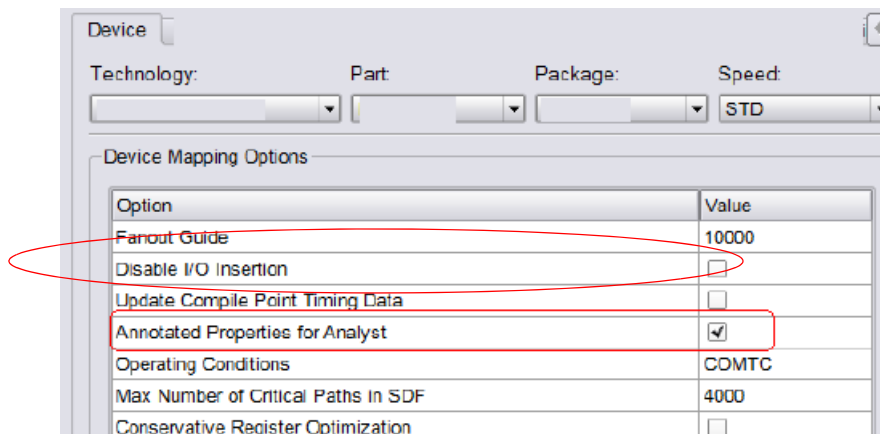 Device
Technology: Part: Package: Speed:
STD
Device Mapping Options
Option Value
Fanout Guide 10000
Disable I/O Insertion
Update Compile Point Timing Data
Annotated Properties for Analyst
Operating Conditions COMTC
Max Number of Critical Paths in SDF 4000
Conservative Register Optimization